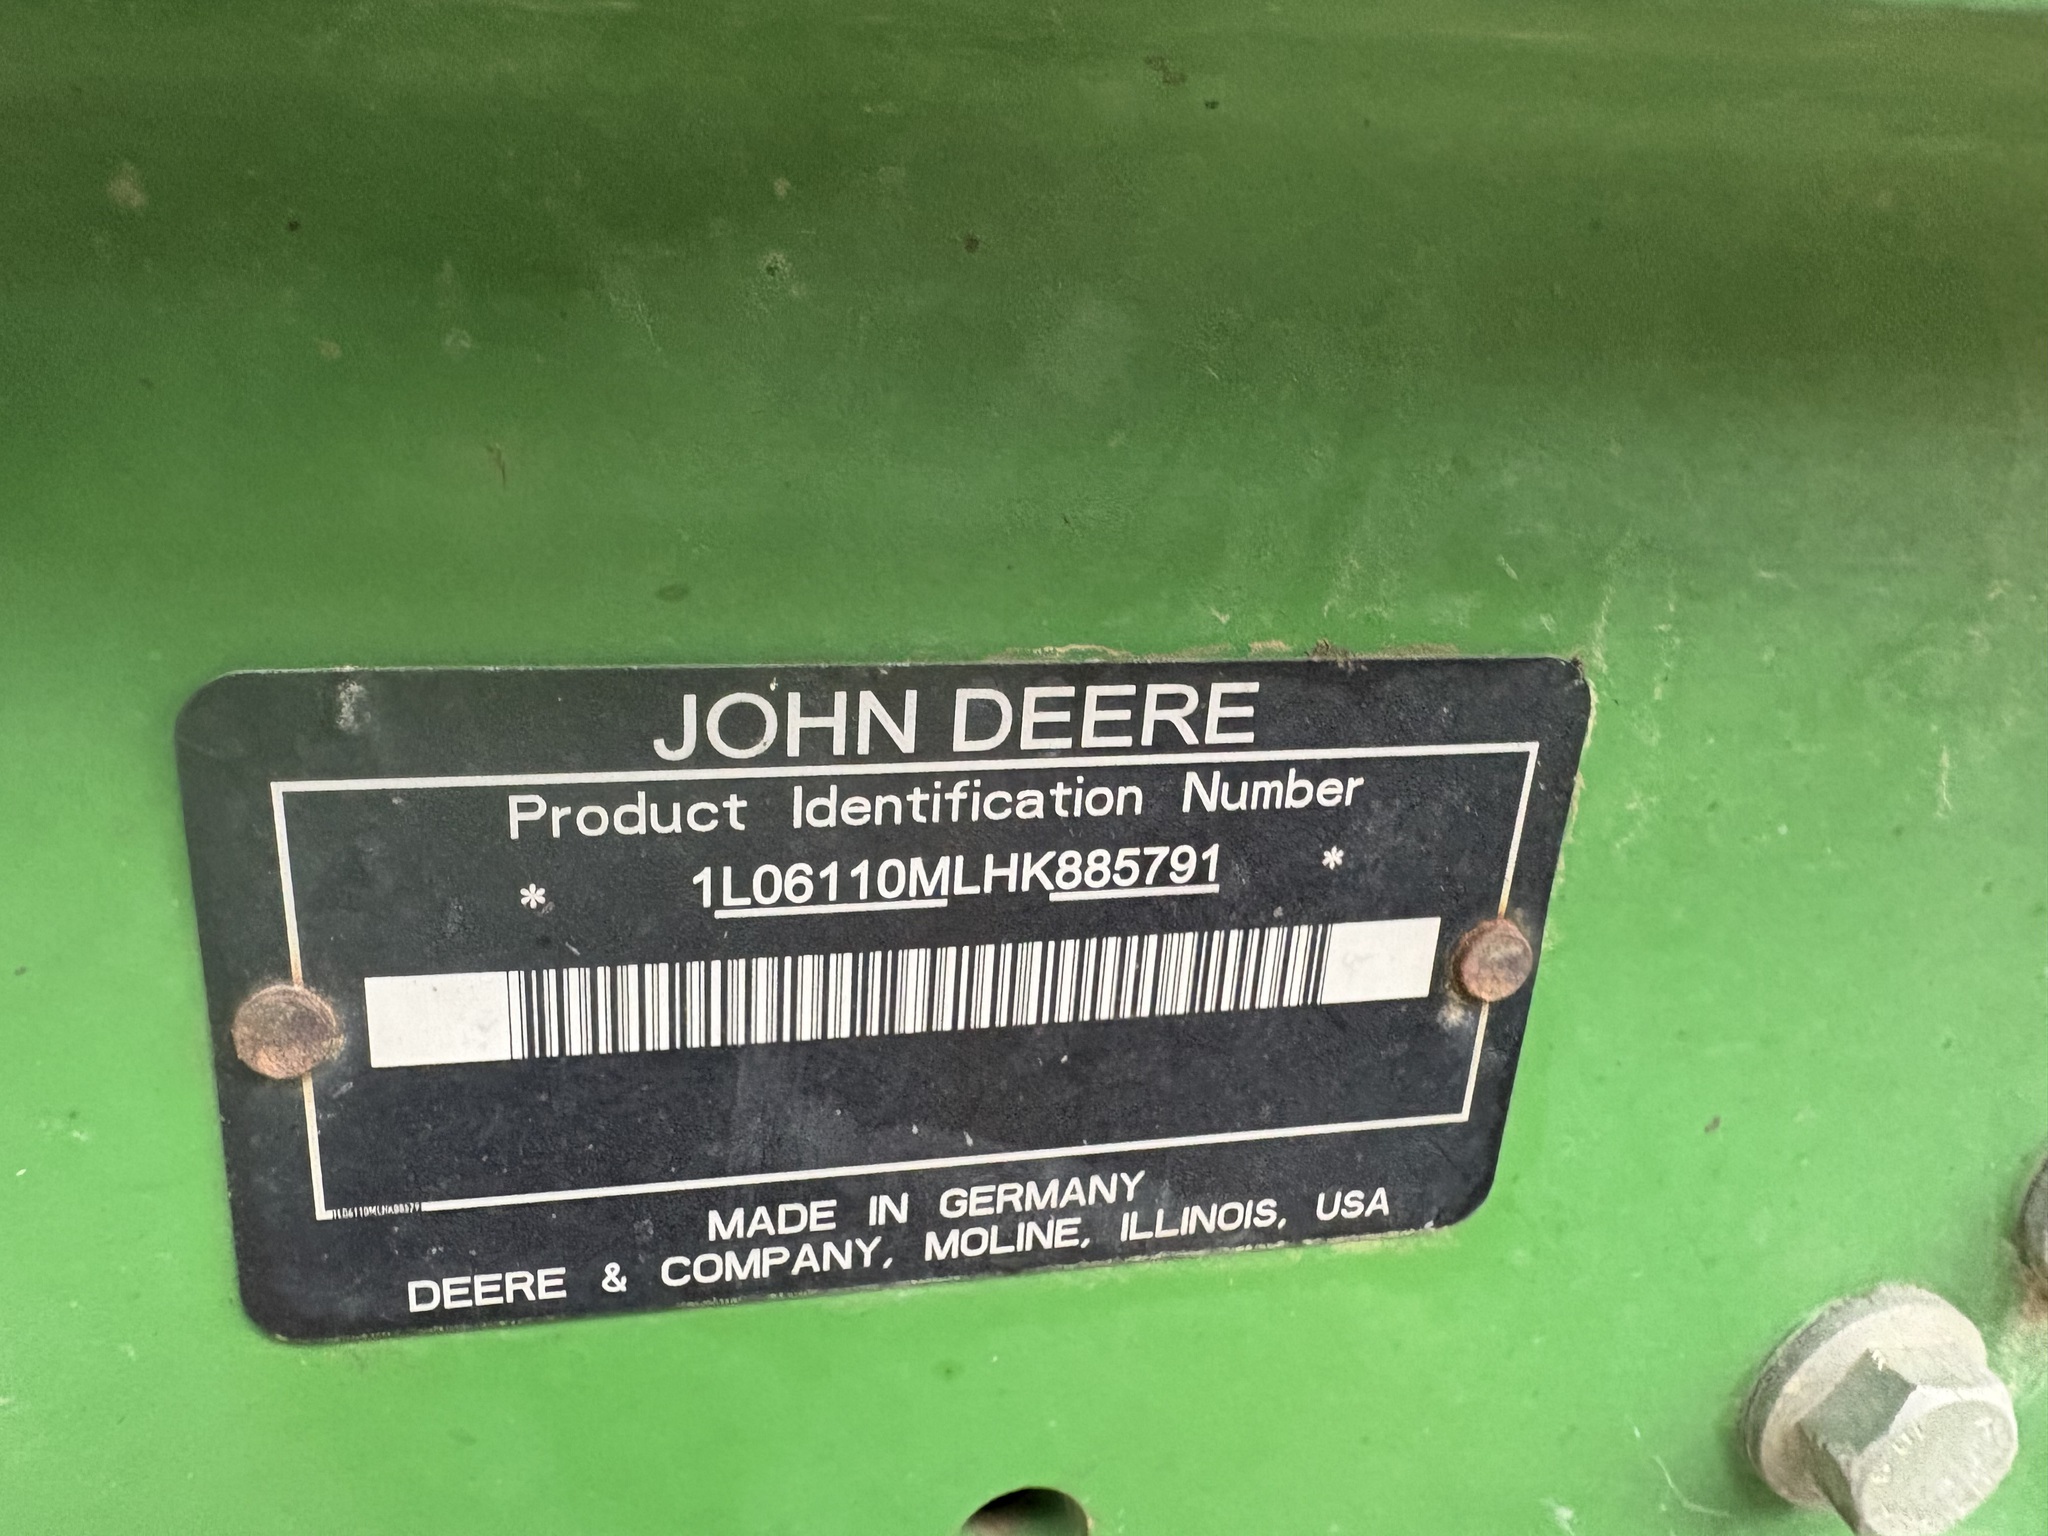 JOHN DEERE
Product Identification Number
* 1L06110MLHK885791 *
MADE IN GERMANY
DEERE & COMPANY, MOLINE, ILLINOIS, USA